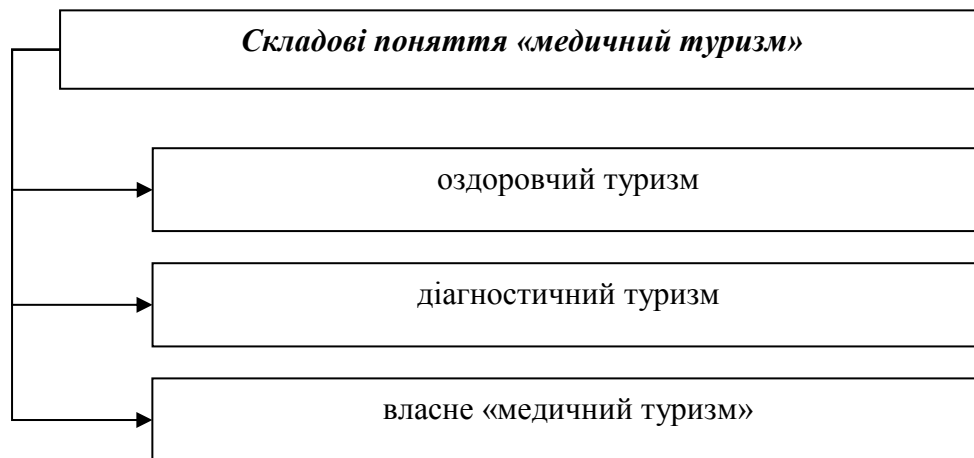 Складові поняття «медичний туризм»
оздоровчий туризм
діагностичний туризм
власне «медичний туризм»